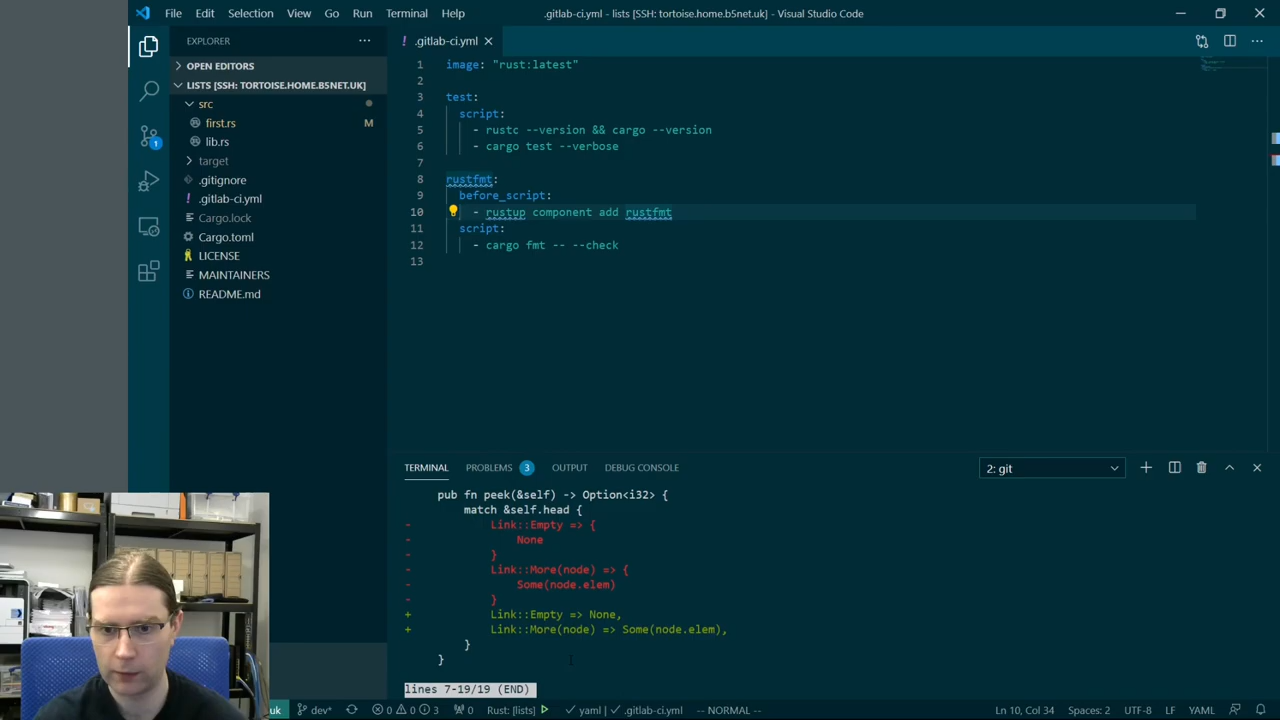 File Edit Selection View Go Run Terminal Help .gitlab-ci.yml - lists [SSH: tortoise.home.b5net.uk] - Visual Studio Code
EXPLORER
OPEN EDITORS
LISTS [SSH: TORTOISE.HOME.B5NET.UK]
src
first.rs M
lib.rs
target
.gitignore
.gitlab-ci.yml
Cargo.lock
Cargo.toml
LICENSE
MAINTAINERS
README.md
1
! .gitlab-ci.yml
1 image: "rust:latest"
2
3 test:
4 script:
5 - rustc --version && cargo --version
6 - cargo test --verbose
7
8 rustfmt:
9 before_script:
10 - rustup component add rustfmt
11 script:
12 - cargo fmt -- --check
13
TERMINAL PROBLEMS 3 OUTPUT DEBUG CONSOLE 2: git
pub fn peek(&self) -> Option<i32> {
match &self.head {
- Link::Empty => {
- None
- }
- Link::More(node) => {
- Some(node.elem)
- }
+ Link::Empty => None,
+ Link::More(node) => Some(node.elem),
}
}
lines 7-19/19 (END)
uk dev* 0 0 3 0 Rust: [lists] yaml | .gitlab-ci.yml -- NORMAL -- Ln 10, Col 34 Spaces: 2 UTF-8 LF YAML